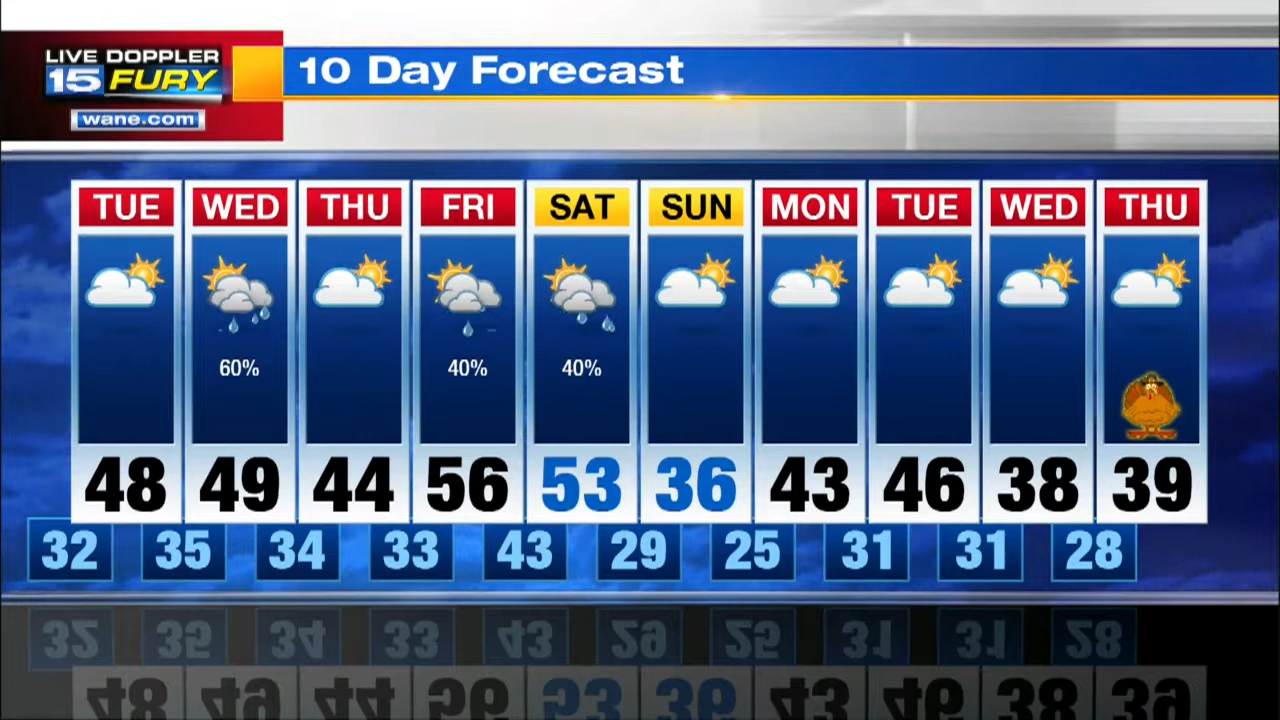 LIVE DOPPLER
15 FURY
wane.com
10 Day Forecast
TUE WED THU FRI SAT SUN MON TUE WED THU
60% 40% 40%
48 49 44 56 53 36 43 46 38 39
32 35 34 33 43 29 25 31 31 28